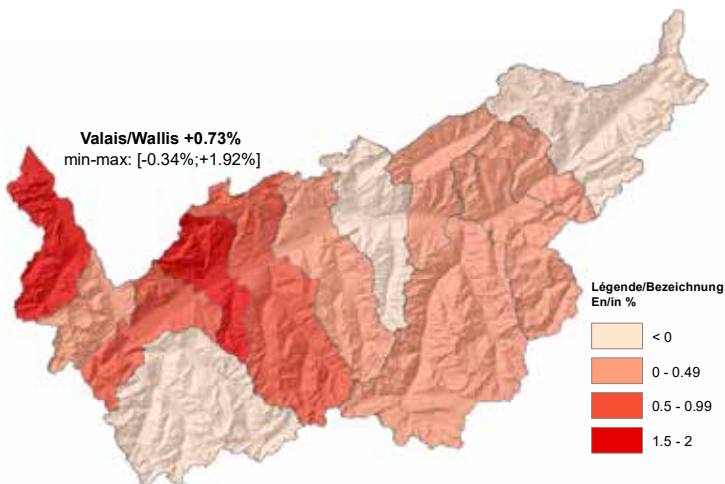 Valais/Wallis +0.73%
min-max: [-0.34%;+1.92%]
Légende/Bezeichnung
En/in %
< 0
0 - 0.49
0.5 - 0.99
1.5 - 2